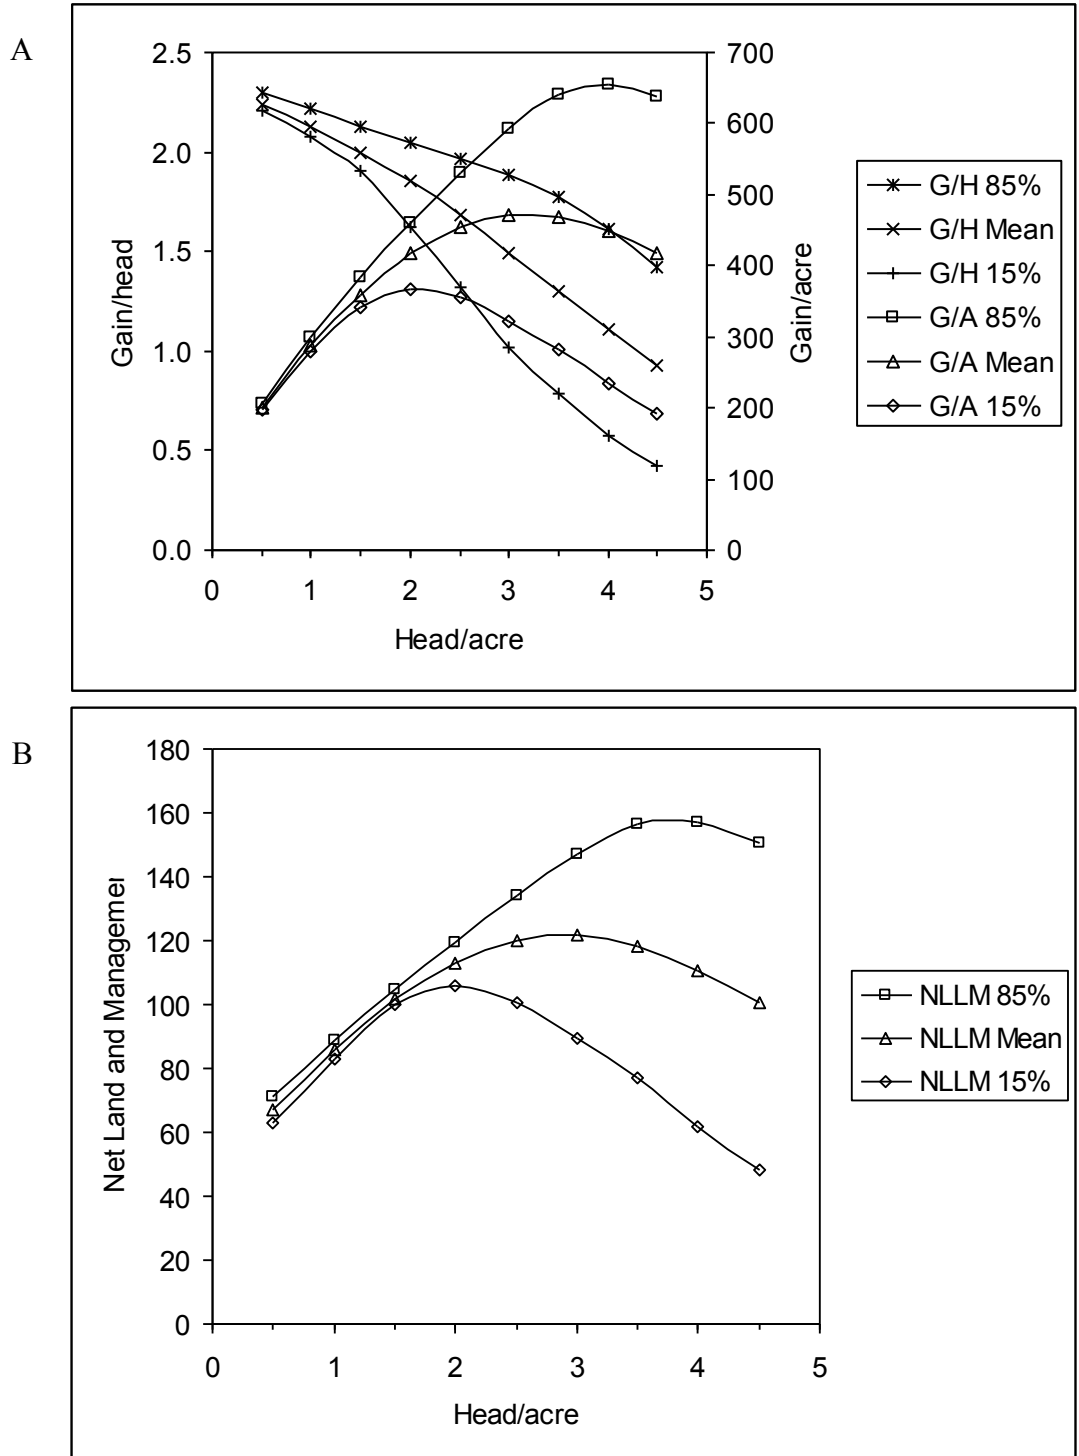 A
2.5
2.0
1.5
1.0
0.5
0.0
Gain/head
700
600
500
400
300
200
100
0
Gain/acre
0 1 2 3 4 5
Head/acre
G/H 85%
G/H Mean
G/H 15%
G/A 85%
G/A Mean
G/A 15%
B
180
160
140
120
100
80
60
40
20
0
Net Land and
0 1 2 3 4 5
Head/acre
NLLM 85%
NLLM Mean
NLLM 15%